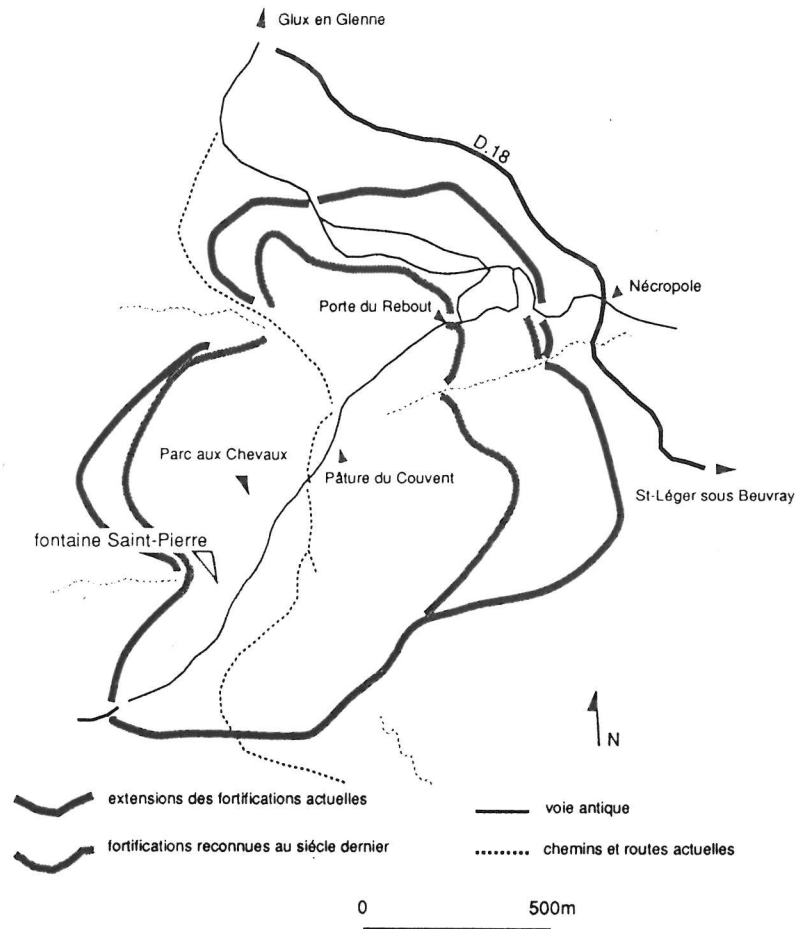 Glux en Glenne
D.18
Nécropole
Porte du Rebout
Parc aux Chevaux
Pâture du Couvent
St-Léger sous Beuvray
fontaine Saint-Pierre
N
extensions des fortifications actuelles
voie antique
fortifications reconnues au siécle dernier
chemins et routes actuelles
0 500m